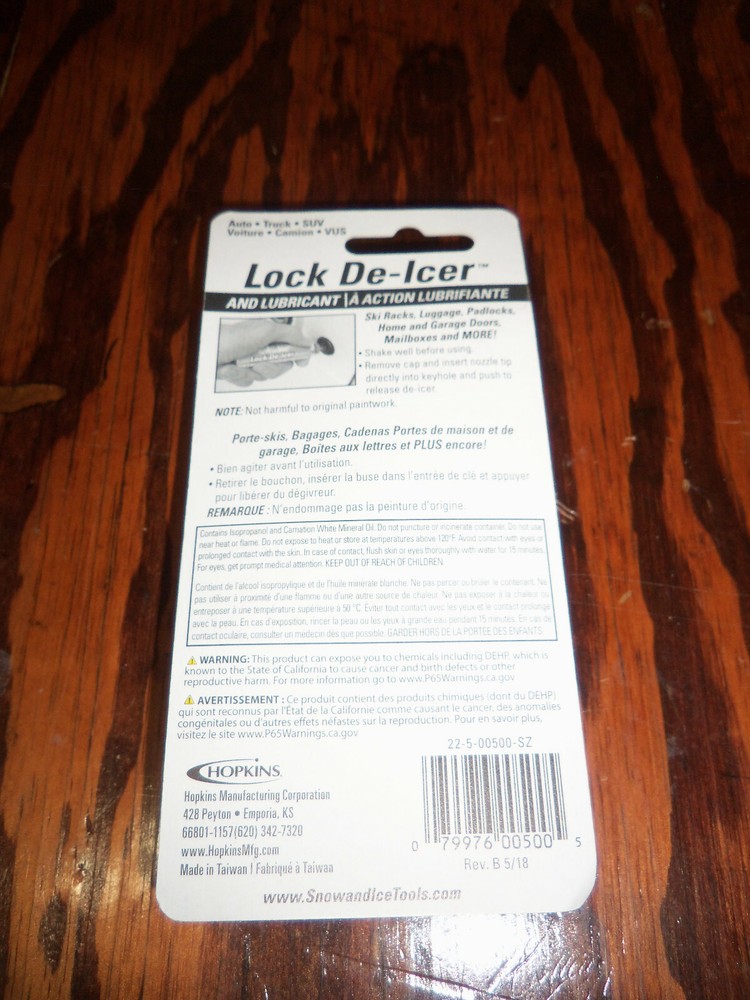 Auto • Truck • SUV
Voiture • Camion • VUS
Lock De-Icer™
AND LUBRICANT | À ACTION LUBRIFIANTE
Lock De-Icer
Ski Racks, Luggage, Padlocks,
Home and Garage Doors,
Mailboxes and MORE!
• Shake well before using.
• Remove cap and insert nozzle tip
directly into keyhole and push to
release de-icer.
NOTE: Not harmful to original paintwork.
Porte-skis, Bagages, Cadenas Portes de maison et de
garage, Boîtes aux lettres et PLUS encore!
• Bien agiter avant l'utilisation.
• Retirer le bouchon, insérer la buse dans l'entrée de clé et appuyer
pour libérer du dégivreur.
REMARQUE : N'endommage pas la peinture d'origine.
Contains Isopropanol and Carnation White Mineral Oil. Do not puncture or incinerate container. Do not use
near heat or flame. Do not expose to heat or store at temperatures above 120°F. Avoid contact with eyes or
prolonged contact with the skin. In case of contact, flush skin or eyes thoroughly with water for 15 minutes.
For eyes, get prompt medical attention. KEEP OUT OF REACH OF CHILDREN.
Contient de l'alcool isopropylique et de l'huile minerale blanche. Ne pas percer ou brûler le contenant. Ne
pas utiliser à proximité d'une flamme ou d'une autre source de chaleur. Ne pas exposer à la chaleur ou
entreposer à une température supérieure à 50 °C. Éviter tout contact avec les yeux et le contact prolongé
avec la peau. En cas d'exposition, rincer la peau ou les yeux à grande eau pendant 15 minutes. En cas de
contact oculaire, consulter un médecin dès que possible. GARDER HORS DE LA PORTÉE DES ENFANTS.
⚠ WARNING: This product can expose you to chemicals including DEHP, which is
known to the State of California to cause cancer and birth defects or other
reproductive harm. For more information go to www.P65Warnings.ca.gov
⚠ AVERTISSEMENT : Ce produit contient des produits chimiques (dont du DEHP)
qui sont reconnus par l'État de la Californie comme causant le cancer, des anomalies
congénitales ou d'autres effets néfastes sur la reproduction. Pour en savoir plus,
visitez le site www.P65Warnings.ca.gov
22-5-00500-SZ
HOPKINS
Hopkins Manufacturing Corporation
428 Peyton • Emporia, KS
66801-1157(620) 342-7320
www.HopkinsMfg.com
Made in Taiwan | Fabriqué à Taiwan
0 79976 00500 5
Rev. B 5/18
www.SnowandIceTools.com